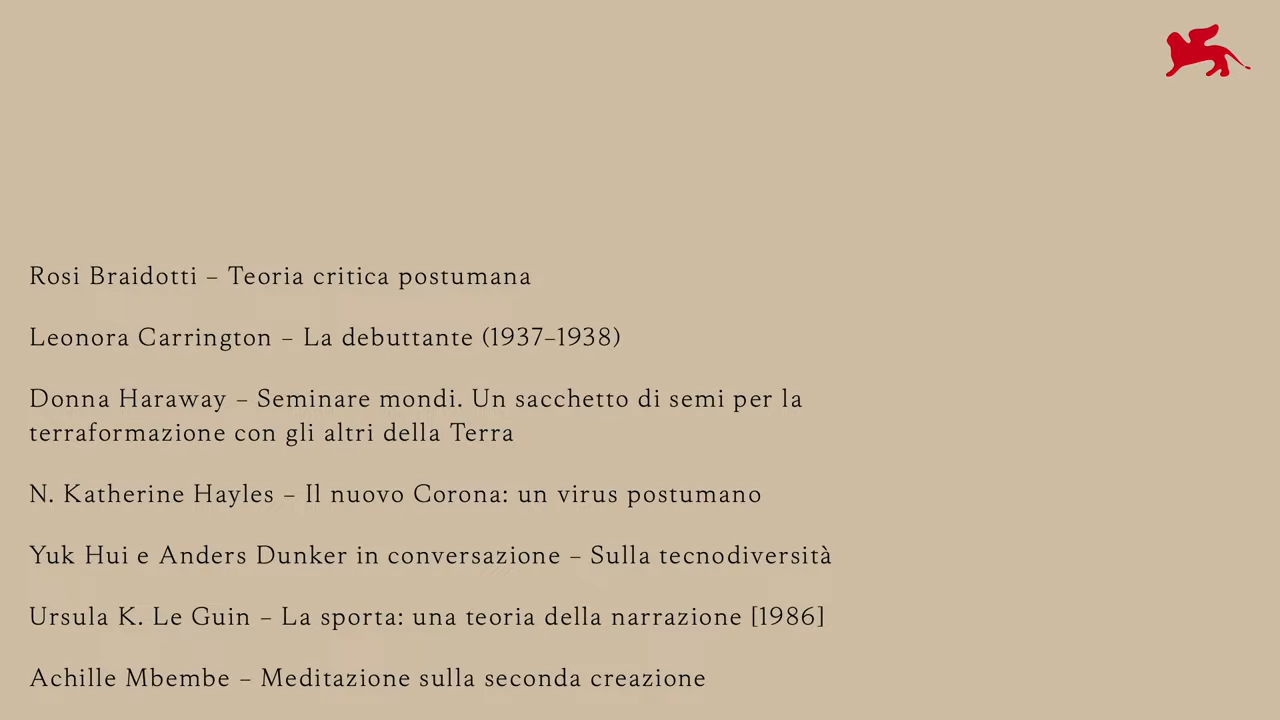 Rosi Braidotti – Teoria critica postumana
Leonora Carrington – La debuttante (1937–1938)
Donna Haraway – Seminare mondi. Un sacchetto di semi per la
terraformazione con gli altri della Terra
N. Katherine Hayles – Il nuovo Corona: un virus postumano
Yuk Hui e Anders Dunker in conversazione – Sulla tecnodiversità
Ursula K. Le Guin – La sporta: una teoria della narrazione [1986]
Achille Mbembe – Meditazione sulla seconda creazione